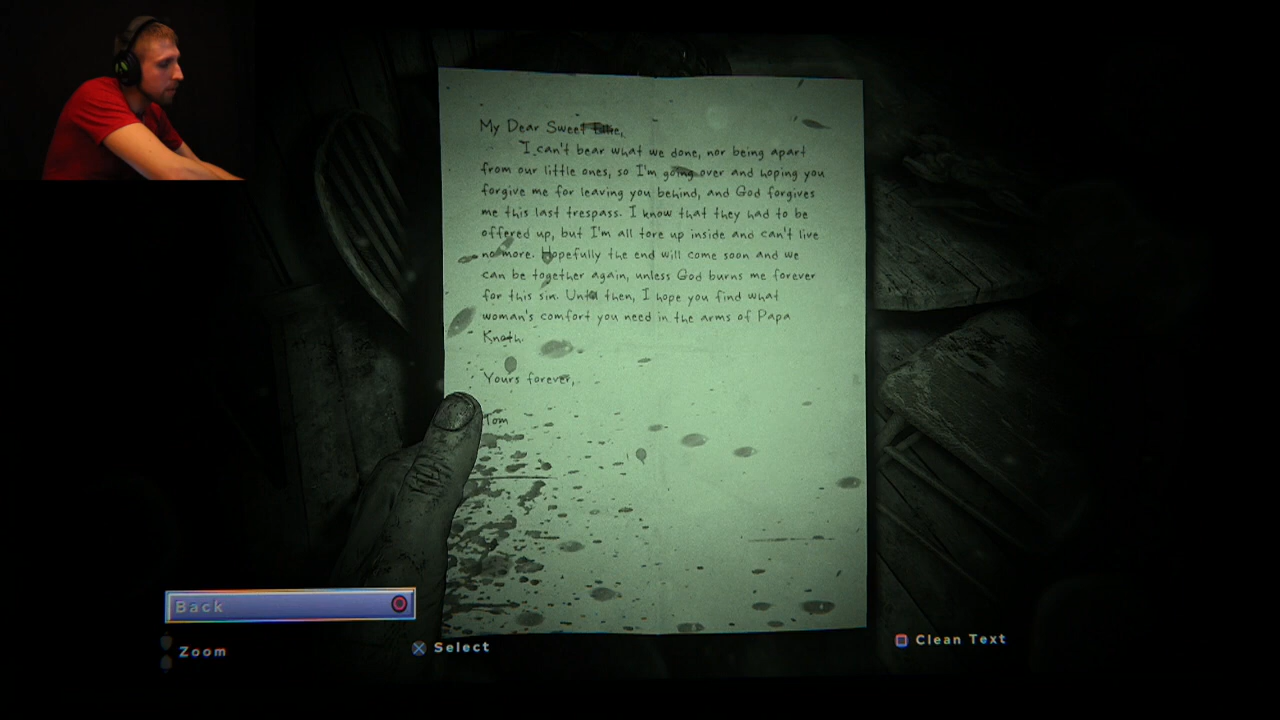 My Dear Sweet
I can't bear what we done, nor being apart
from our little ones, so I'm going over and hoping you
forgive me for leaving you behind, and God forgives
me this last trespass. I know that they had to be
offered up, but I'm all tore up inside and can't live
no more. Hopefully the end will come soon and we
can be together again, unless God burns me forever
for this sin. Until then, I hope you find what
woman's comfort you need in the arms of Papa
Knoth.
Yours forever,
Tom
Back
Zoom
Select
Clean Text